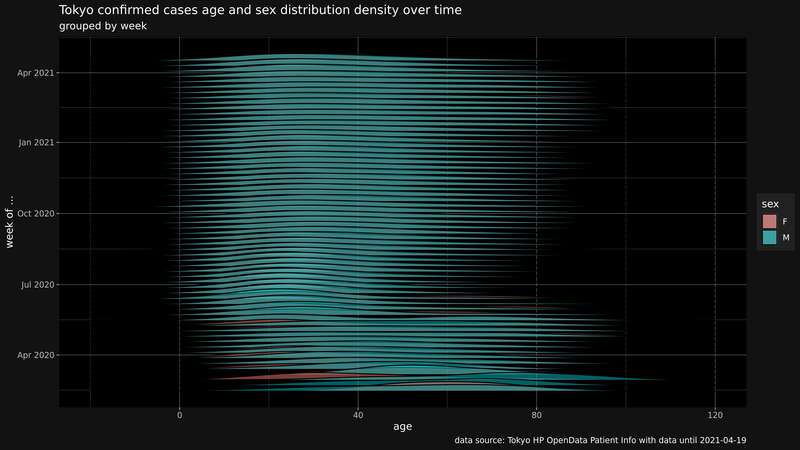 Tokyo confirmed cases age and sex distribution density over time
grouped by week
Apr 2021
Jan 2021
Oct 2020
Jul 2020
Apr 2020
week of ...
0 40 80 120
age
sex
F
M
data source: Tokyo HP OpenData Patient Info with data until 2021-04-19